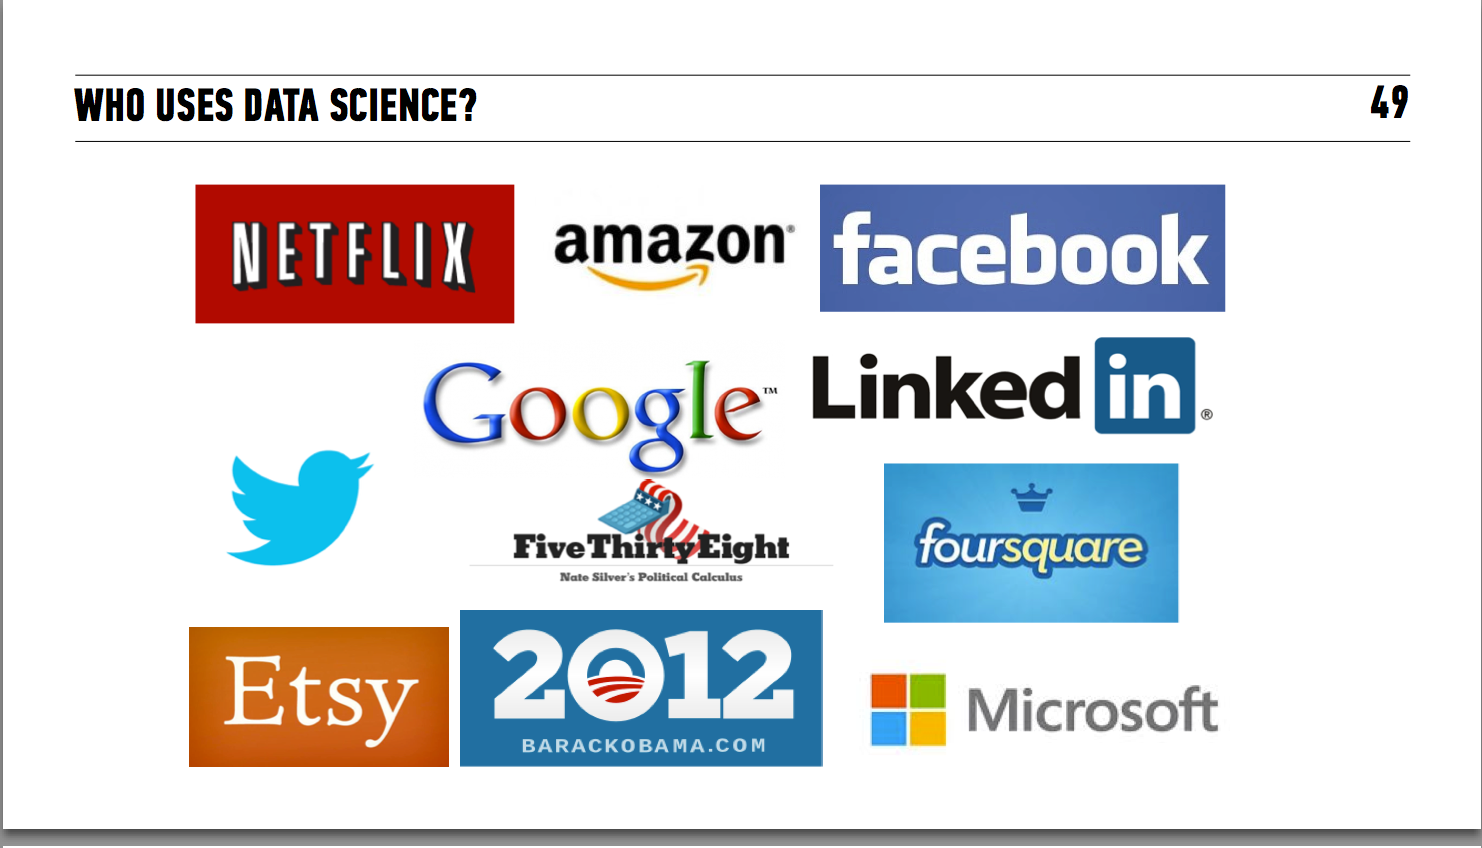 WHO USES DATA SCIENCE?
49
NETFLIX
amazon®
facebook
Google™
Linked in®
FiveThirtyEight
Nate Silver's Political Calculus
foursquare
Etsy
2012
BARACKOBAMA.COM
Microsoft